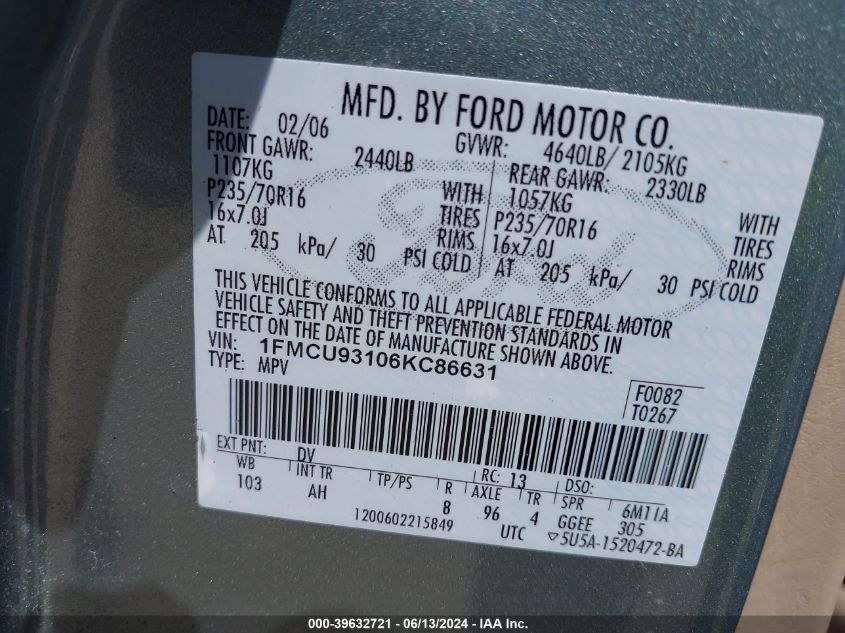 MFD. BY FORD MOTOR CO.
DATE: 02/06 GVWR: 4640LB/ 2105KG
FRONT GAWR: 2440LB REAR GAWR: 2330LB
1107KG WITH 1057KG WITH
P235/70R16 TIRES P235/70R16 TIRES
16x7.0J RIMS 16x7.0J RIMS
AT 205 kPa/ 30 PSI COLD AT 205 kPa/ 30 PSI COLD
Ford
THIS VEHICLE CONFORMS TO ALL APPLICABLE FEDERAL MOTOR
VEHICLE SAFETY AND THEFT PREVENTION STANDARDS IN
EFFECT ON THE DATE OF MANUFACTURE SHOWN ABOVE.
VIN: 1FMCU93106KC86631
TYPE: MPV
F0082
T0267
EXT PNT: DV RC: 13 DSO:
WB INT TR TP/PS R AXLE TR SPR 6M11A
103 AH 8 96 4 GGEE 305
1200602215849 UTC ▽5U5A-1520472-BA
000-39632721 - 06/13/2024 - IAA Inc.